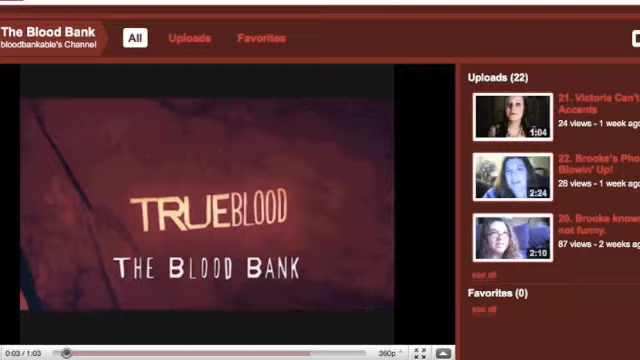 The Blood Bank
bloodbankable's Channel
All
Uploads
Favorites
TRUEBLOOD
THE BLOOD BANK
0:03 / 1:03
360p
Uploads (22)
21. Victoria Can't
Accents
24 views - 1 week ago
1:04
22. Brooke's Pho
Blowin' Up!
28 views - 1 week ago
2:24
20. Brooke knows
not funny.
87 views - 2 weeks ago
2:10
see all
Favorites (0)
see all